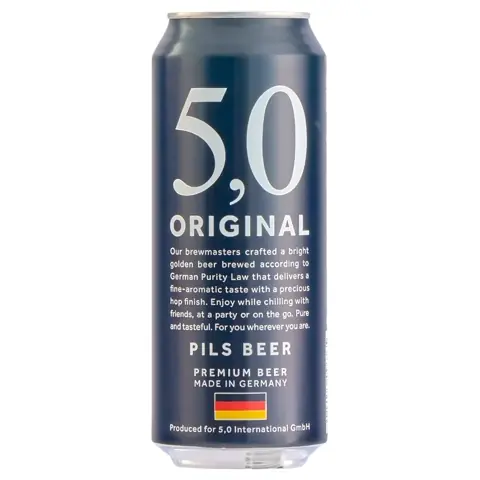 5,0
ORIGINAL
Our brewmasters crafted a bright
golden beer brewed according to
German Purity Law that delivers a
fine-aromatic taste with a precious
hop finish. Enjoy while chilling with
friends, at a party or on the go. Pure
and tasteful. For you wherever you are.
PILS BEER
PREMIUM BEER
MADE IN GERMANY
Produced for 5,0 International GmbH